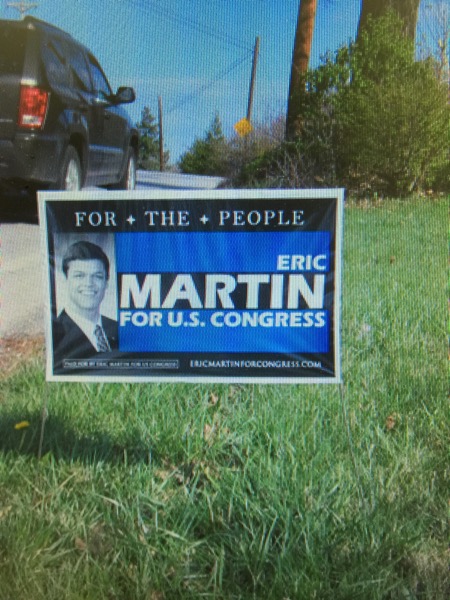 FOR + THE + PEOPLE
ERIC
MARTIN
FOR U.S. CONGRESS
PAID FOR BY ERIC MARTIN FOR US CONGRESS
ERICMARTINFORCONGRESS.COM